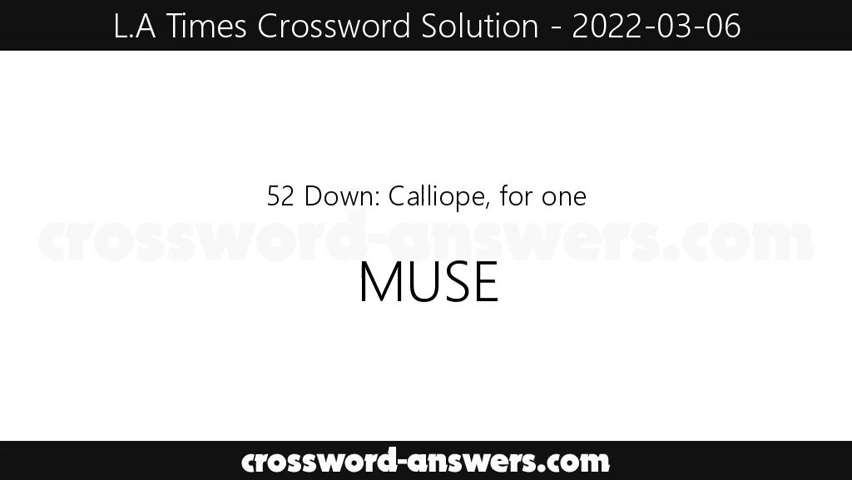 L.A Times Crossword Solution - 2022-03-06
52 Down: Calliope, for one
crossword-answers.com
MUSE
crossword-answers.com